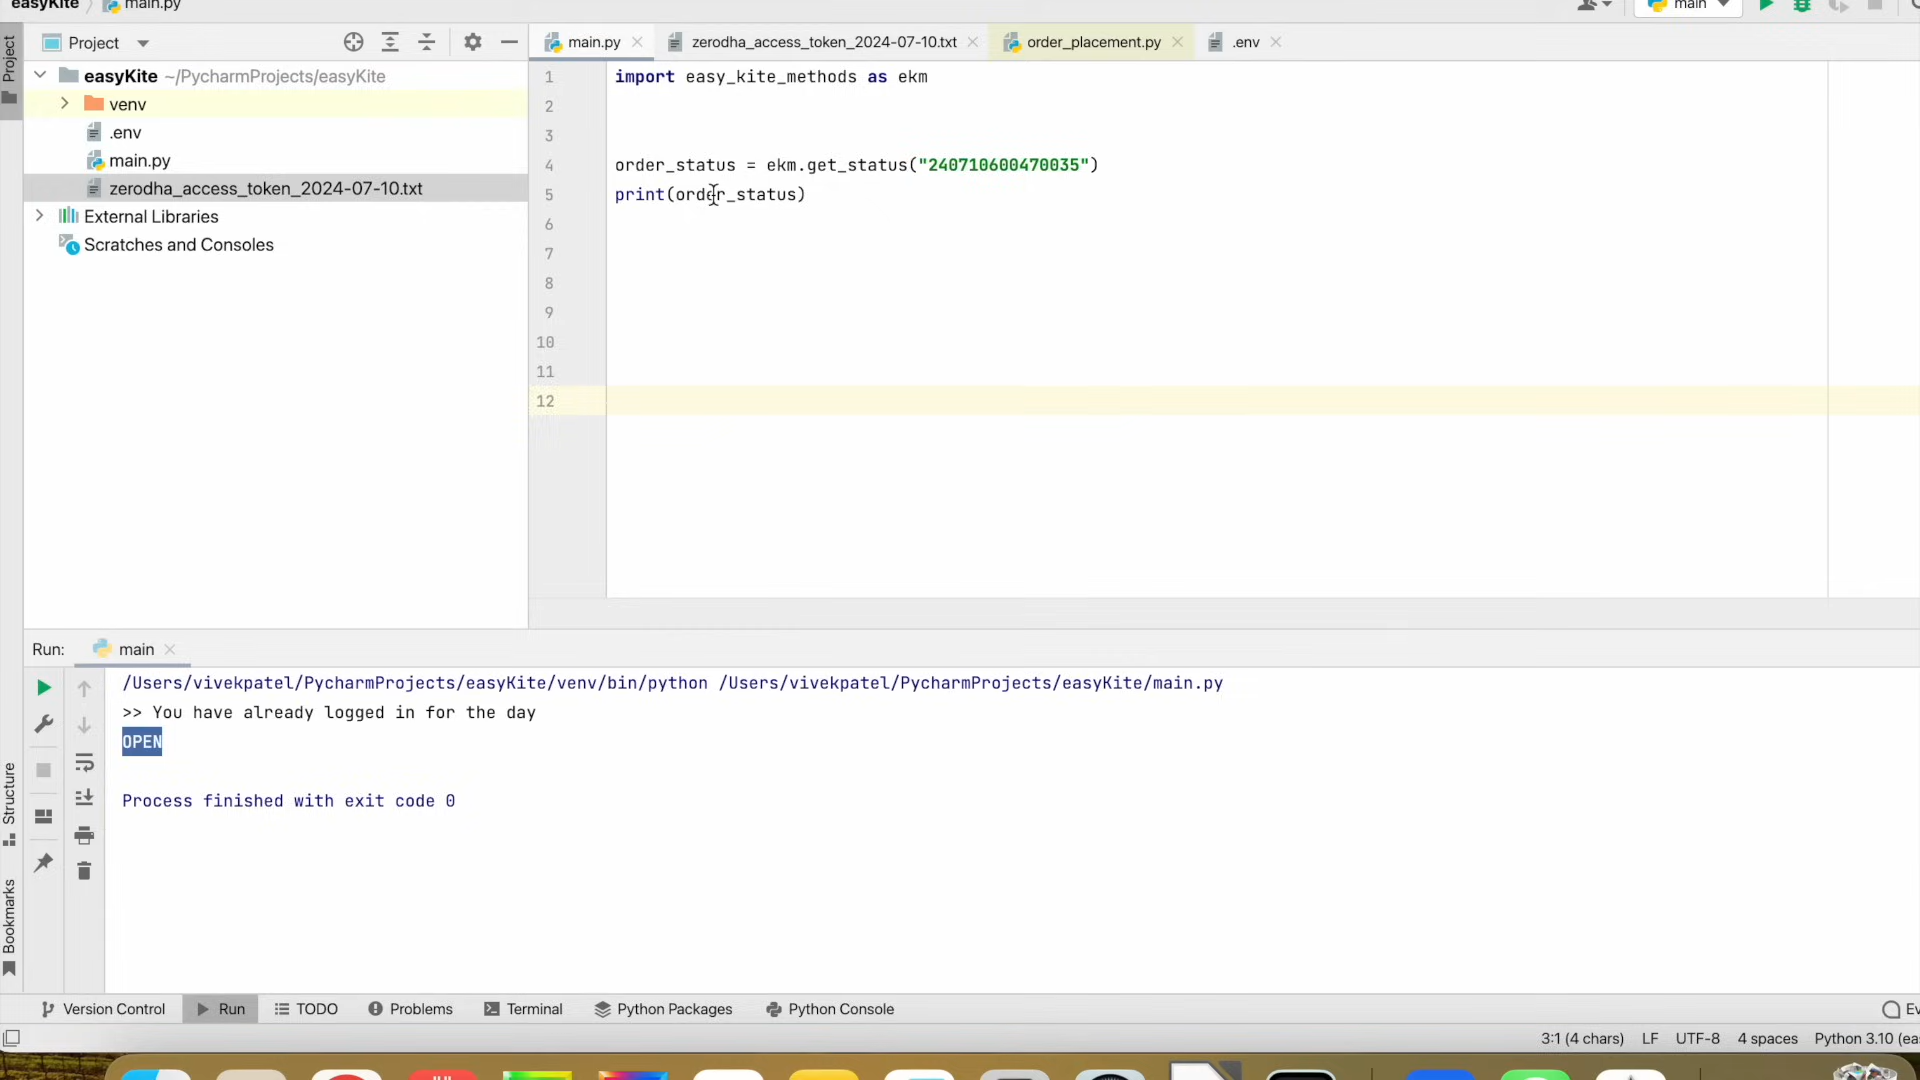 easyKite main.py
main
Project
Project
main.py
zerodha_access_token_2024-07-10.txt
order_placement.py
.env
easyKite ~/PycharmProjects/easyKite
venv
.env
main.py
zerodha_access_token_2024-07-10.txt
External Libraries
Scratches and Consoles
1 import easy_kite_methods as ekm
2
3
4 order_status = ekm.get_status("240710600470035")
5 print(order_status)
6
7
8
9
10
11
12
Run: main
/Users/vivekpatel/PycharmProjects/easyKite/venv/bin/python /Users/vivekpatel/PycharmProjects/easyKite/main.py
>> You have already logged in for the day
OPEN
Process finished with exit code 0
Structure
Bookmarks
Version Control Run TODO Problems Terminal Python Packages Python Console Ev
3:1 (4 chars) LF UTF-8 4 spaces Python 3.10 (eas